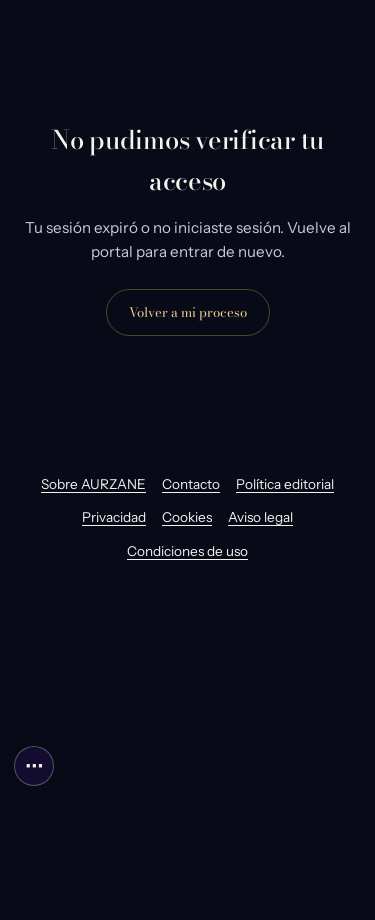 No pudimos verificar tu
acceso
Tu sesión expiró o no iniciaste sesión. Vuelve al
portal para entrar de nuevo.
Volver a mi proceso
Sobre AURZANE Contacto Política editorial
Privacidad Cookies Aviso legal
Condiciones de uso